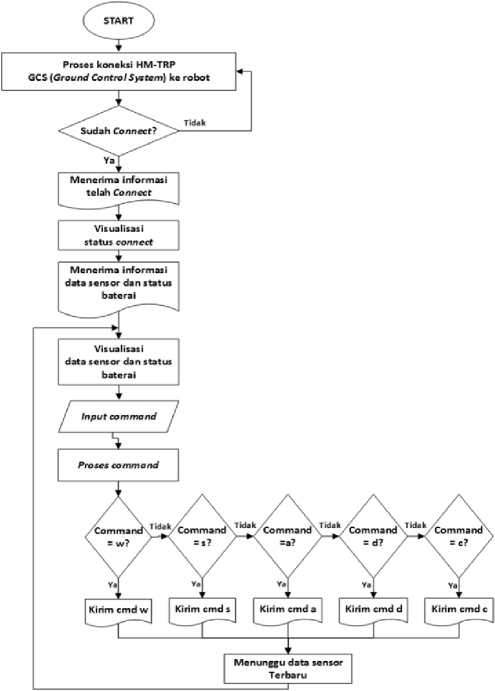 START
Proses koneksi HM-TRP
GCS (Ground Control System) ke robot
Sudah Connect?
Tidak
Ya
Menerima informasi
telah Connect
Visualisasi
status connect
Menerima informasi
data sensor dan status
baterai
Visualisasi
data sensor dan status
baterai
Input command
Proses command
Command
= w?
Tidak
Command
= s?
Tidak
Command
=a?
Tidak
Command
= d?
Tidak
Command
= c?
Ya
Ya
Ya
Ya
Ya
Kirim cmd w
Kirim cmd s
Kirim cmd a
Kirim cmd d
Kirim cmd c
Menunggu data sensor
Terbaru